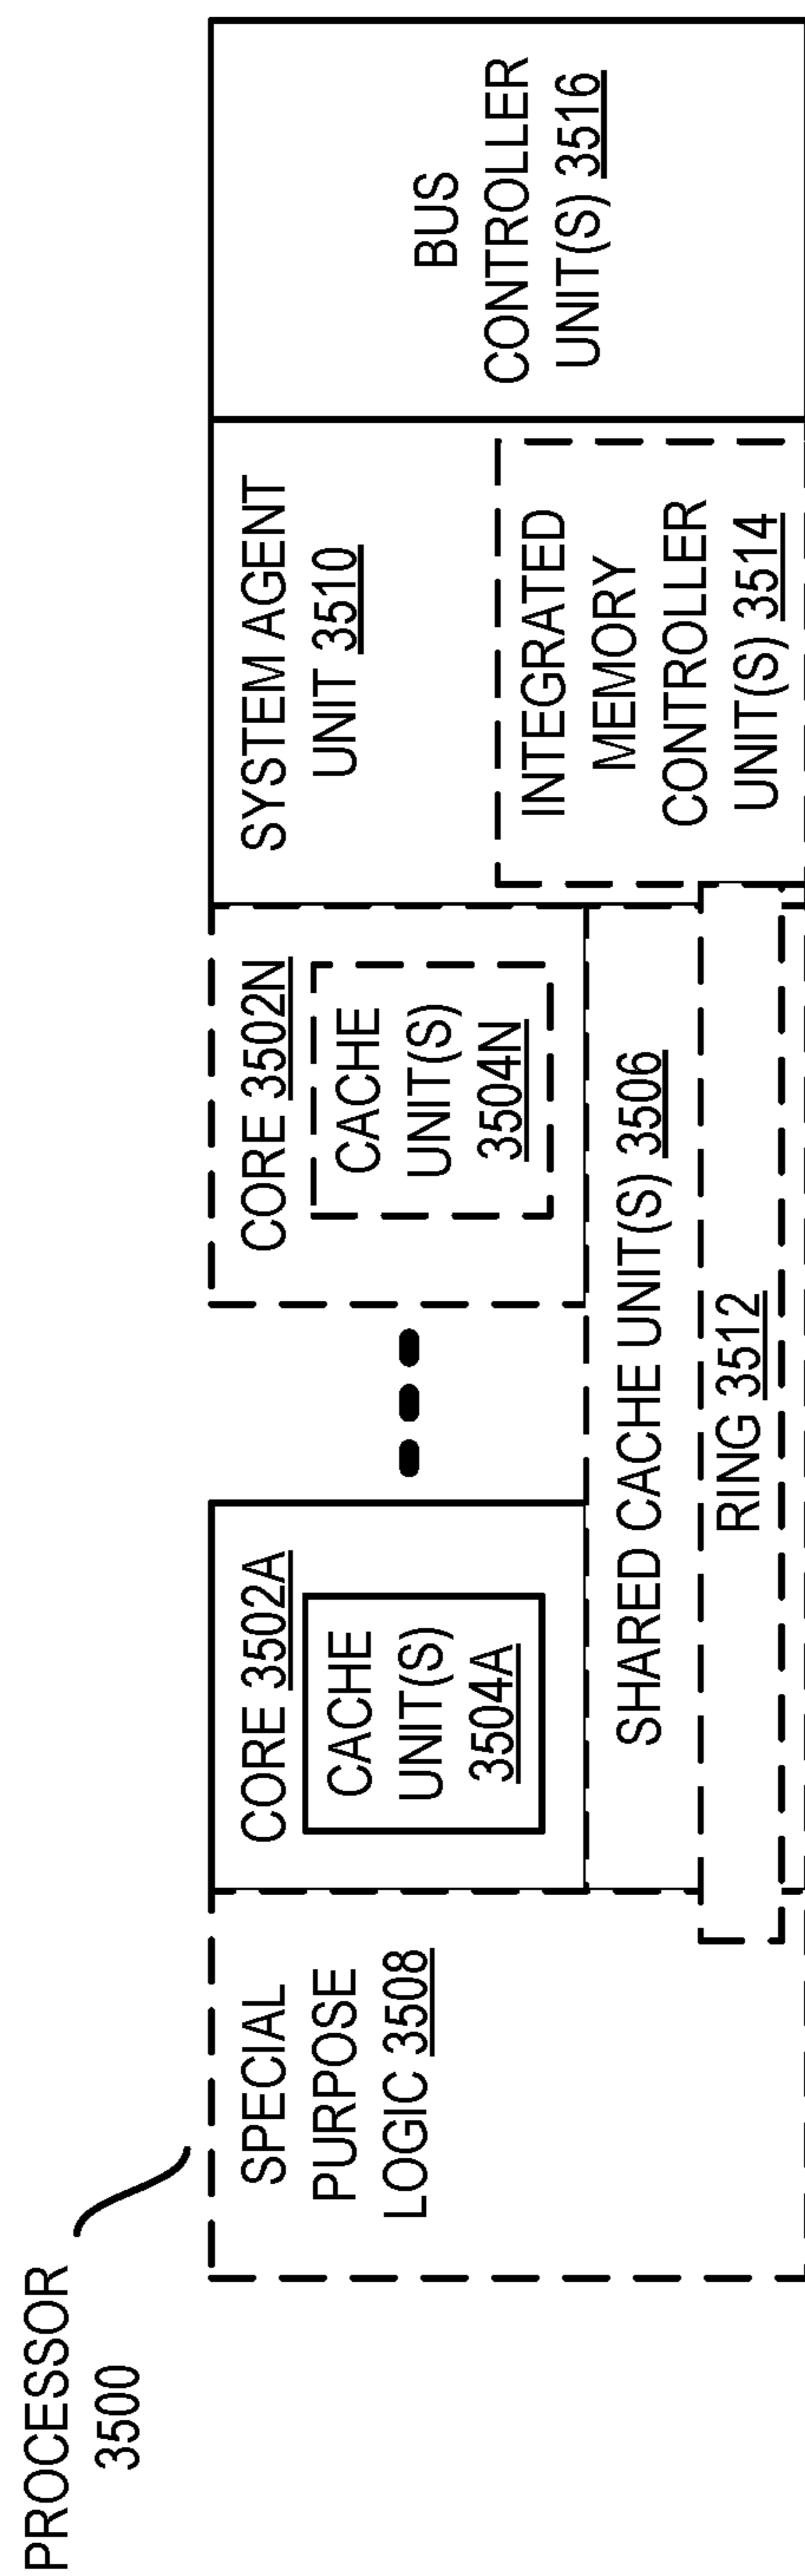 PROCESSOR
3500
SPECIAL
PURPOSE
LOGIC 3508
CORE 3502A
CACHE
UNIT(S)
3504A
CORE 3502N
CACHE
UNIT(S)
3504N
SHARED CACHE UNIT(S) 3506
RING 3512
SYSTEM AGENT
UNIT 3510
INTEGRATED
MEMORY
CONTROLLER
UNIT(S) 3514
BUS
CONTROLLER
UNIT(S) 3516